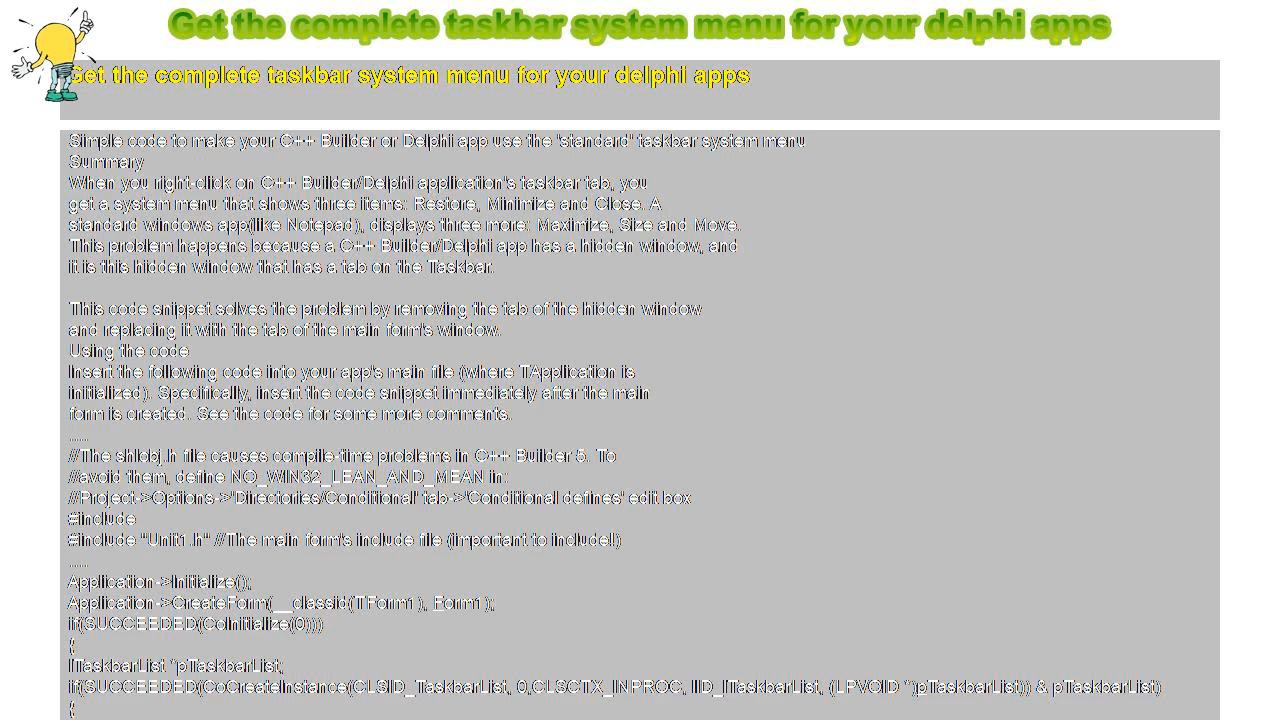 Get the complete taskbar system menu for your delphi apps
Get the complete taskbar system menu for your delphi apps
Simple code to make your C++ Builder or Delphi app use the 'standard' taskbar system menu
Summary
When you right-click on C++ Builder/Delphi application's taskbar tab, you
get a system menu that shows three items: Restore, Minimize and Close. A
standard windows app(like Notepad), displays three more: Maximize, Size and Move.
This problem happens because a C++ Builder/Delphi app has a hidden window, and
it is this hidden window that has a tab on the Taskbar.
This code snippet solves the problem by removing the tab of the hidden window
and replacing it with the tab of the main form's window.
Using the code
Insert the following code into your app's main file (where TApplication is
initialized). Specifically, insert the code snippet immediately after the main
form is created. See the code for some more comments.
......
//The shlobj.h file causes compile-time problems in C++ Builder 5. To
//avoid them, define NO_WIN32_LEAN_AND_MEAN in:
//Project->Options->'Directories/Conditional' tab->'Conditional defines' edit box
#include
#include "Unit1.h" //The main form's include file (important to include!)
......
Application->Initialize();
Application->CreateForm(__classid(TForm1), Form1);
if(SUCCEEDED(CoInitialize(0)))
{
ITaskbarList *pTaskbarList;
if(SUCCEEDED(CoCreateInstance(CLSID_TaskbarList, 0,CLSCTX_INPROC, IID_ITaskbarList, (LPVOID *)pTaskbarList)) & pTaskbarList)
{